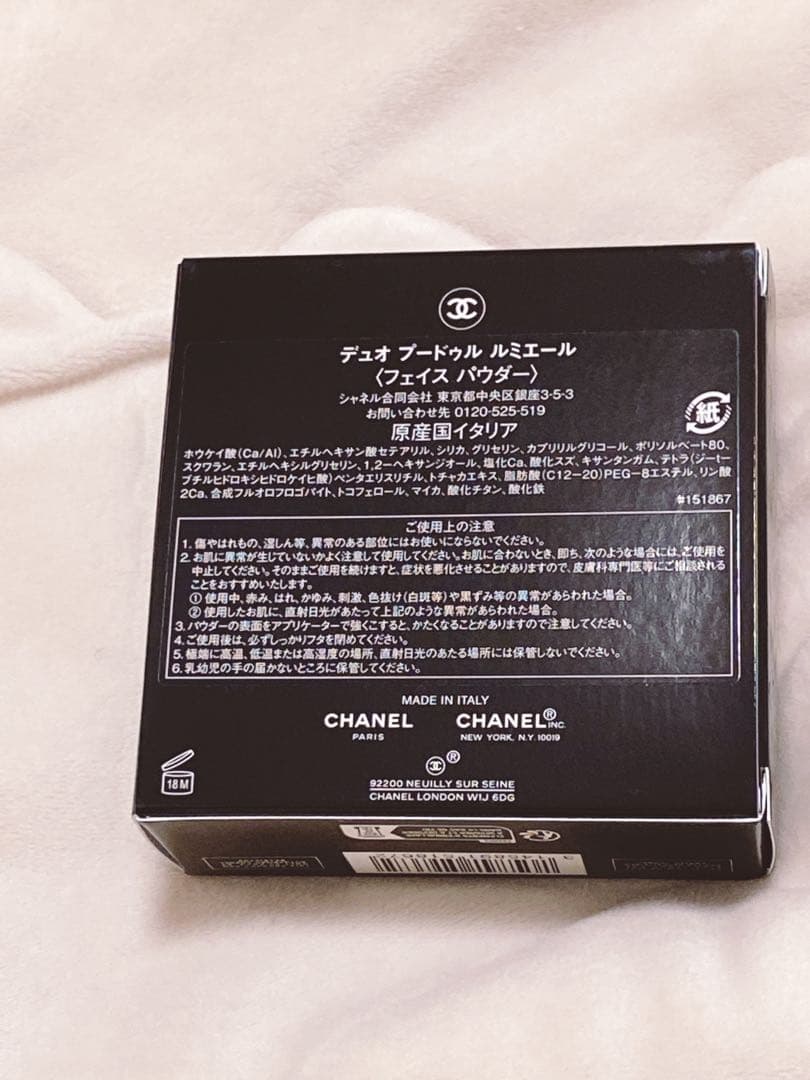 デュオ プードゥル ルミエール
〈フェイス パウダー〉
シャネル合同会社 東京都中央区銀座3-5-3
お問い合わせ先 0120-525-519
紙
原産国イタリア
ホウケイ酸(Ca/Al)、エチルヘキサン酸セテアリル、シリカ、グリセリン、カプリリルグリコール、ポリソルベート80、
スクワラン、エチルヘキシルグリセリン、1,2-ヘキサンジオール、塩化Ca、酸化スズ、キサンタンガム、テトラ(ジ-t-
ブチルヒドロキシヒドロケイヒ酸)ペンタエリスリチル、トチャカエキス、脂肪酸(C12-20)PEG-8エステル、リン酸
2Ca、合成フルオロフロゴパイト、トコフェロール、マイカ、酸化チタン、酸化鉄
#151867
ご使用上の注意
1. 傷やはれもの、湿しん等、異常のある部位にはお使いにならないでください。
2. お肌に異常が生じていないかよく注意して使用してください。お肌に合わないとき、即ち、次のような場合には、ご使用を
中止してください。そのままご使用を続けますと、症状を悪化させることがありますので、皮膚科専門医等にご相談される
ことをおすすめいたします。
① 使用中、赤み、はれ、かゆみ、刺激、色抜け(白斑等)や黒ずみ等の異常があらわれた場合。
② 使用したお肌に、直射日光があたって上記のような異常があらわれた場合。
3. パウダーの表面をアプリケーターで強くこすると、かたくなることがありますので注意してください。
4. ご使用後は、必ずしっかりフタを閉めてください。
5. 極端に高温、低温または高湿度の場所、直射日光のあたる場所には保管しないでください。
6. 乳幼児の手の届かないところに保管してください。
MADE IN ITALY
CHANEL CHANEL® INC.
PARIS NEW YORK, N.Y. 10019
®
18 M
92200 NEUILLY SUR SEINE
CHANEL LONDON W1J 6DG